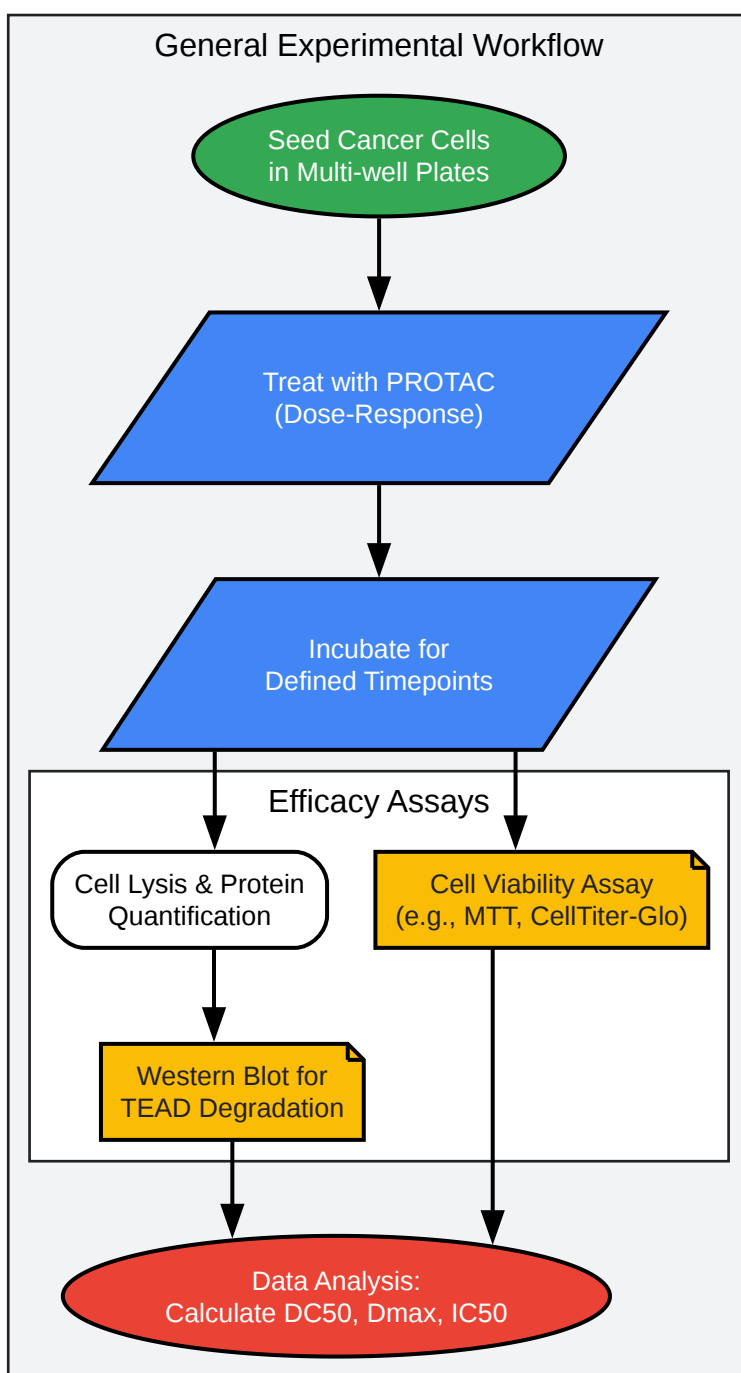 General Experimental Workflow
Seed Cancer Cells
in Multi-well Plates
Treat with PROTAC
(Dose-Response)
Incubate for
Defined Timepoints
Efficacy Assays
Cell Lysis & Protein
Quantification
Cell Viability Assay
(e.g., MTT, CellTiter-Glo)
Western Blot for
TEAD Degradation
Data Analysis:
Calculate DC50, Dmax, IC50